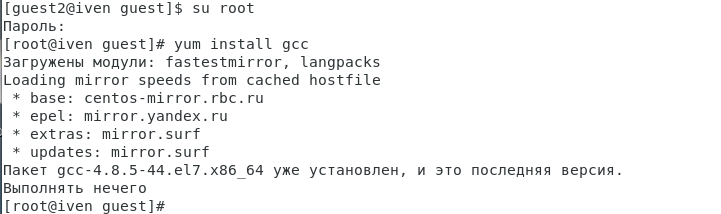 [guest2@iven guest]$ su root
Пароль:
[root@iven guest]# yum install gcc
Загружены модули: fastestmirror, langpacks
Loading mirror speeds from cached hostfile
* base: centos-mirror.rbc.ru
* epel: mirror.yandex.ru
* extras: mirror.surf
* updates: mirror.surf
Пакет gcc-4.8.5-44.el7.x86_64 уже установлен, и это последняя версия.
Выполнять нечего
[root@iven guest]#